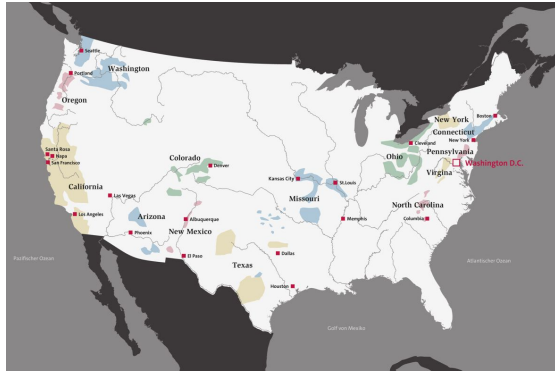 Seattle
Washington
Portland
Oregon
Boston
New York
Connecticut
New York
Cleveland
Pennsylvania
Ohio
Washington D.C.
Virgina
Santa Rosa
Napa
San Francisco
Colorado
Denver
Kansas City
St.Louis
Missouri
California
Las Vegas
North Carolina
Columbia
Los Angeles
Arizona
Albuquerque
Memphis
Phoenix
New Mexico
El Paso
Dallas
Texas
Houston
Pazifischer Ozean
Atlantischer Ozean
Golf von Mexiko